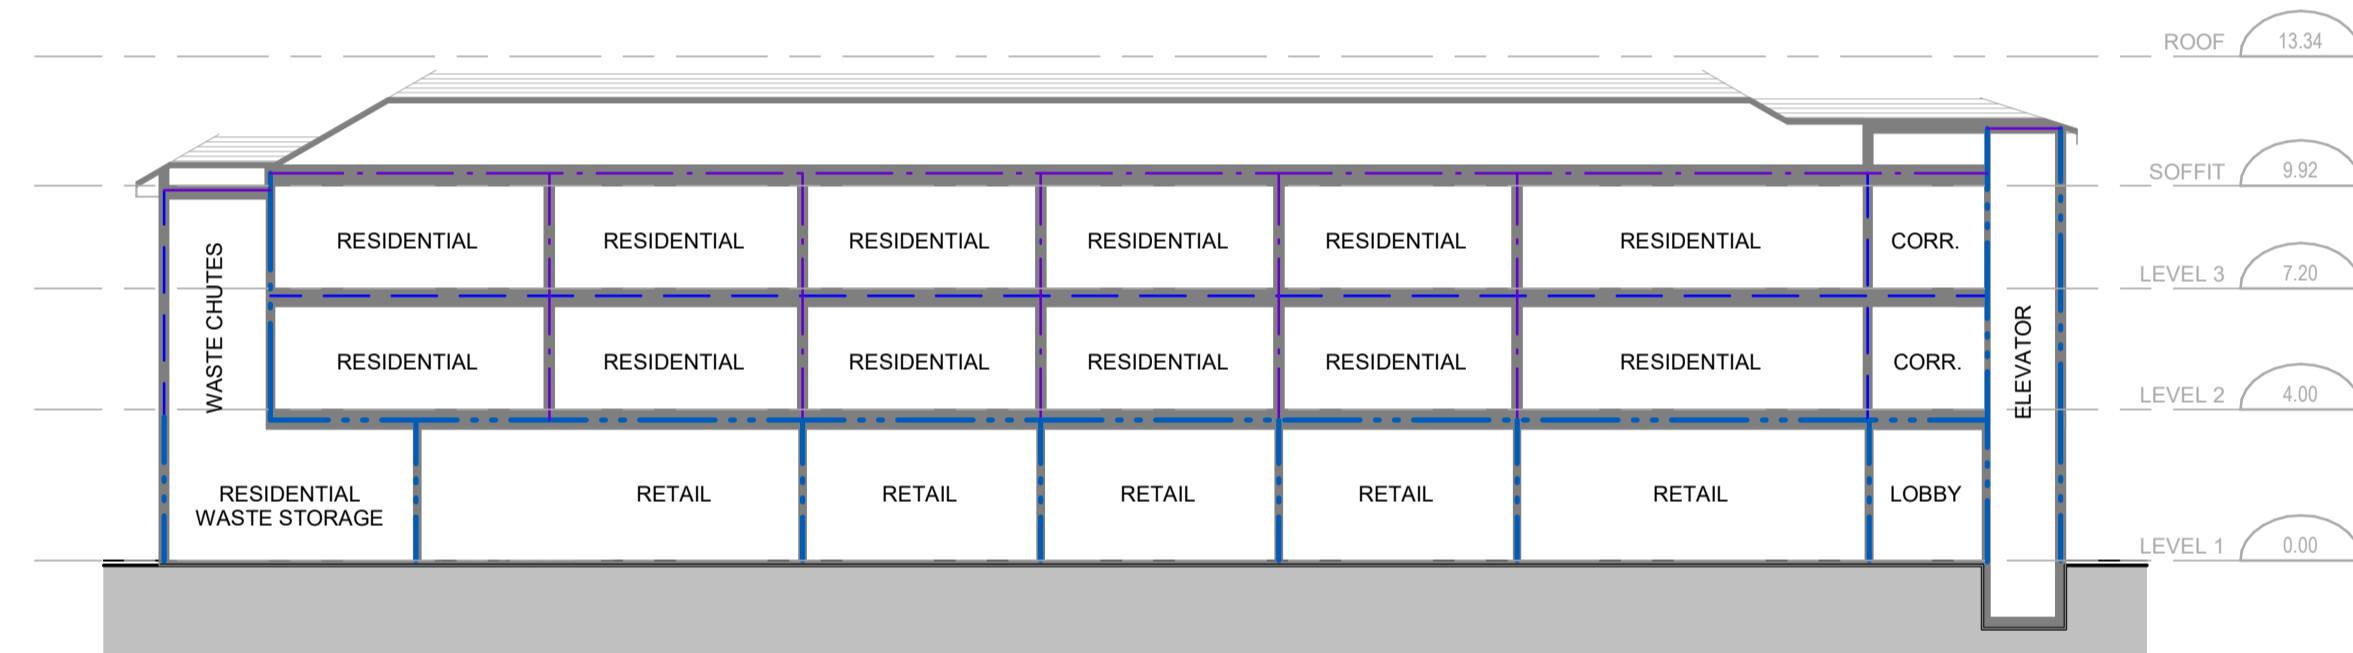 ROOF 13.34
SOFFIT 9.92
RESIDENTIAL RESIDENTIAL RESIDENTIAL RESIDENTIAL RESIDENTIAL RESIDENTIAL CORR.
LEVEL 3 7.20
WASTE CHUTES
ELEVATOR
RESIDENTIAL RESIDENTIAL RESIDENTIAL RESIDENTIAL RESIDENTIAL RESIDENTIAL CORR.
LEVEL 2 4.00
RESIDENTIAL
WASTE STORAGE
RETAIL RETAIL RETAIL RETAIL RETAIL LOBBY
LEVEL 1 0.00